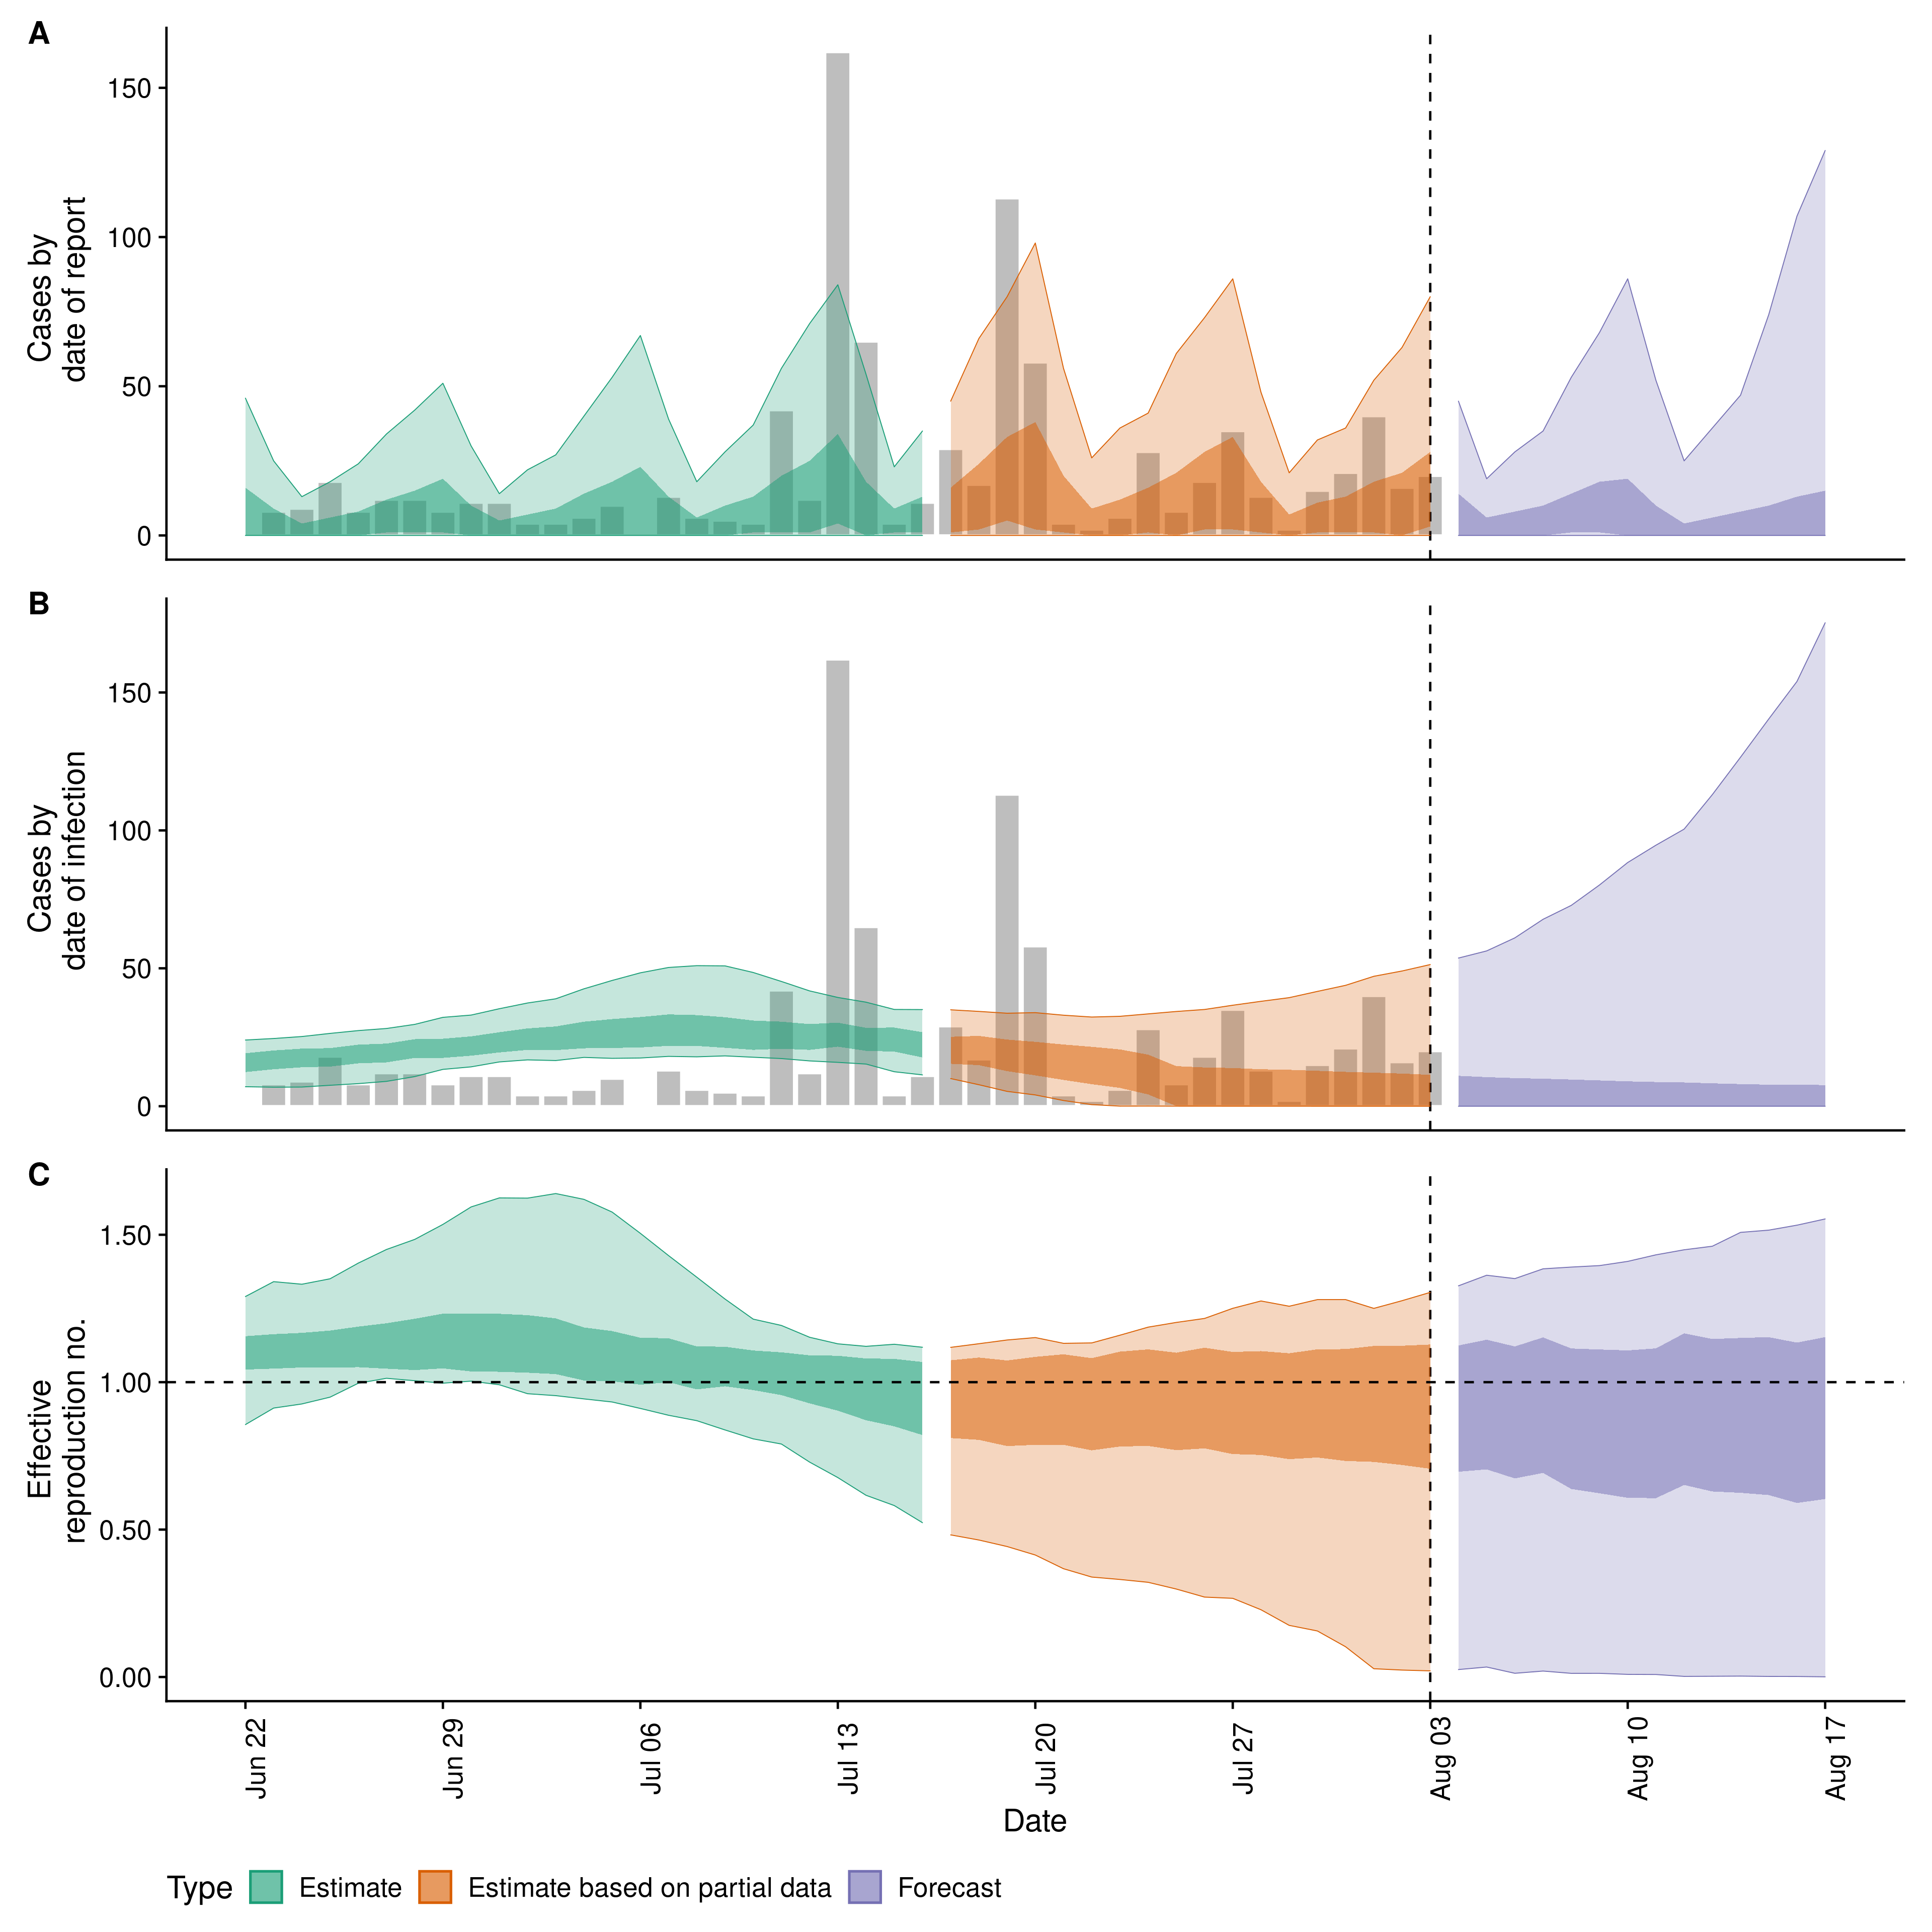 A
Cases by
date of report
150
100
50
0
B
Cases by
date of infection
150
100
50
0
C
Effective
reproduction no.
1.50
1.00
0.50
0.00
Jun 22
Jun 29
Jul 06
Jul 13
Jul 20
Jul 27
Aug 03
Aug 10
Aug 17
Date
Type Estimate Estimate based on partial data Forecast